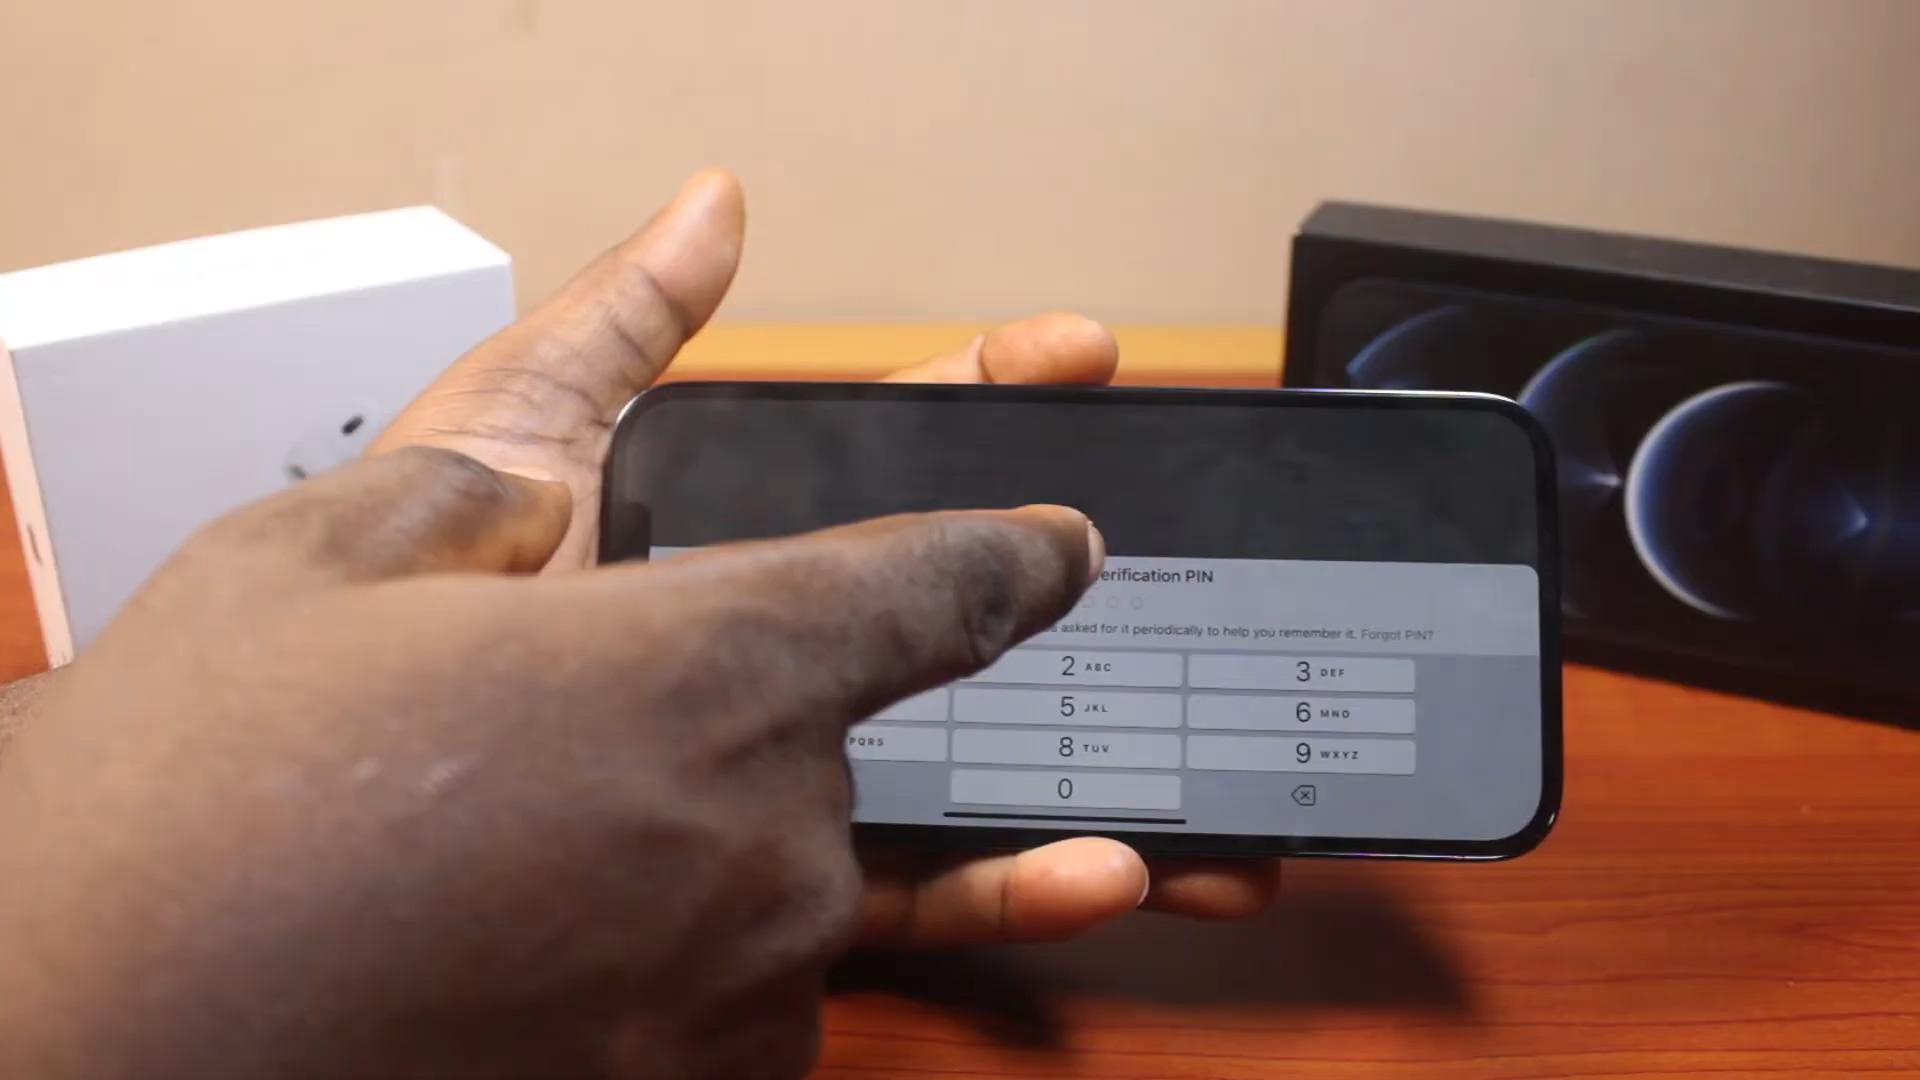 verification PIN
asked for it periodically to help you remember it. Forgot PIN?
2 ABC 3 DEF
5 JKL 6 MNO
PQRS 8 TUV 9 WXYZ
0